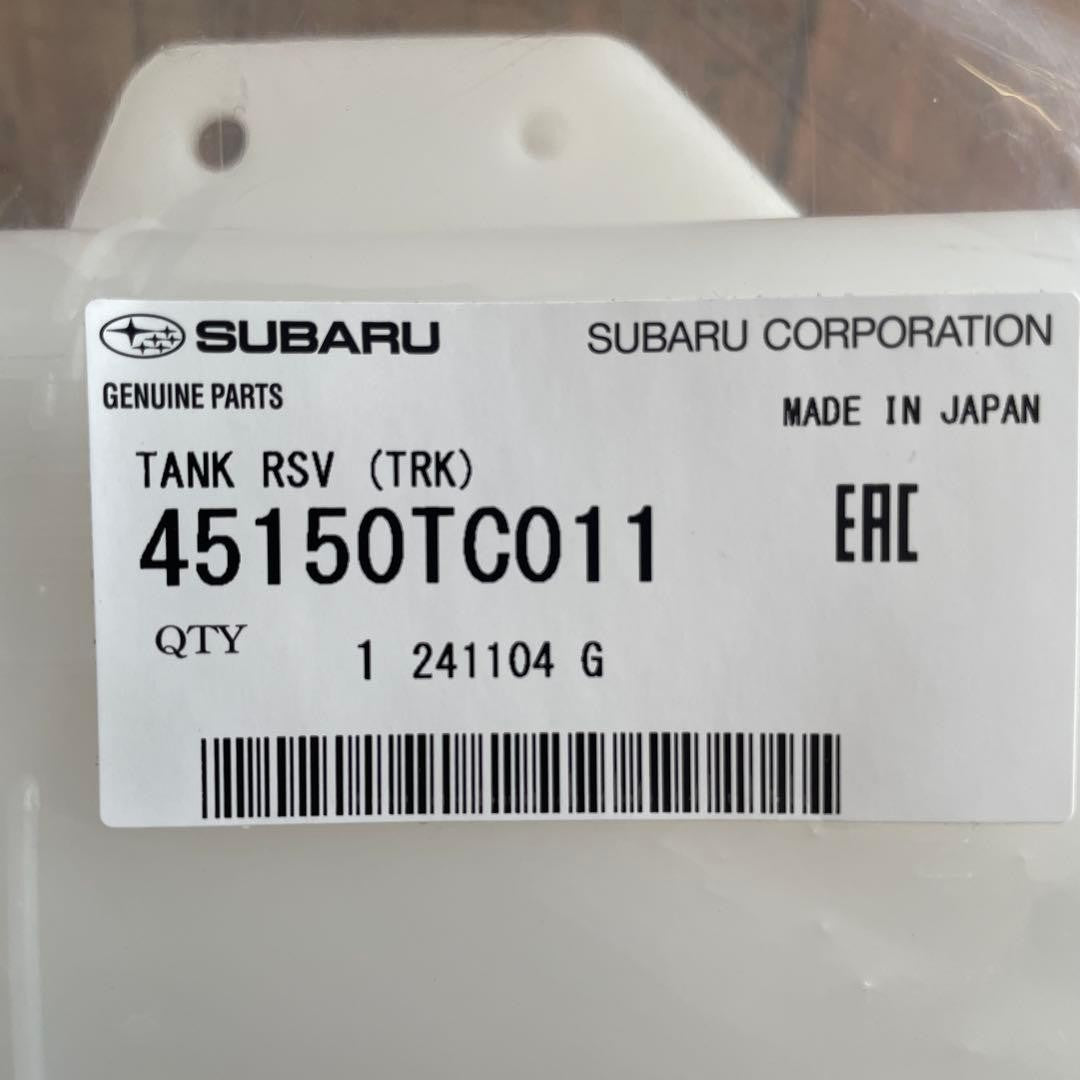 SUBARU SUBARU CORPORATION
GENUINE PARTS
MADE IN JAPAN
TANK RSV (TRK)
45150TC011
EAC
QTY 1 241104 G